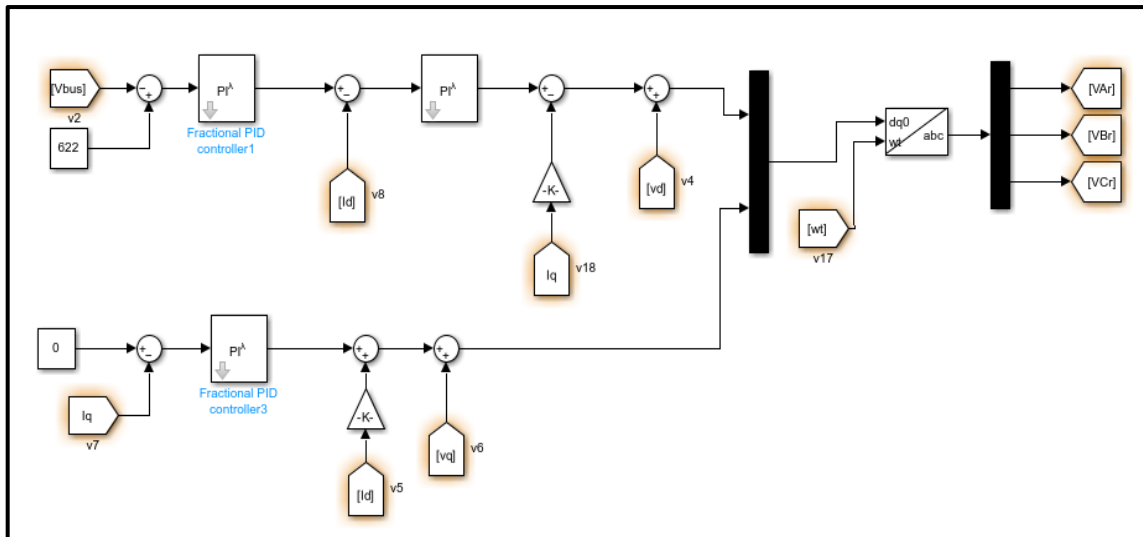 [Vbus]
v2
622
− +
PI^λ
Fractional PID
controller1
+ −
[Id]
v8
PI^λ
+ −
-K-
Iq
v18
+ +
[vd]
v4
dq0
wt
abc
[wt]
v17
[VAr]
[VBr]
[VCr]
0
+ −
Iq
v7
PI^λ
Fractional PID
controller3
+ +
-K-
[Id]
v5
+ +
[vq]
v6